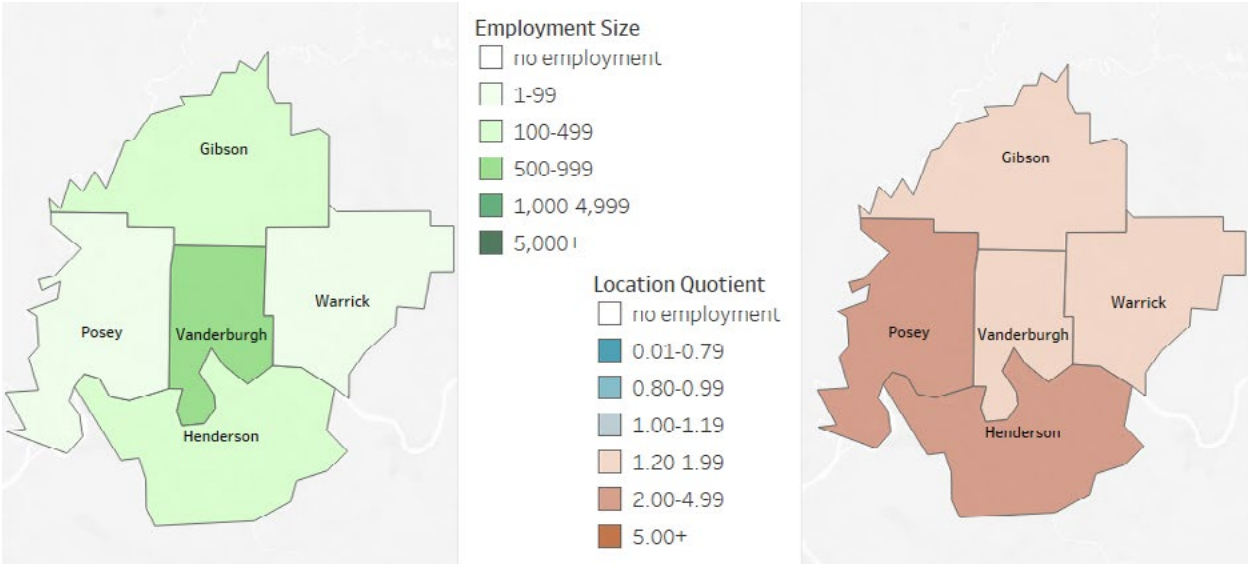 Gibson
Posey
Vanderburgh
Warrick
Henderson
Employment Size
no employment
1-99
100-499
500-999
1,000 4,999
5,000+
Location Quotient
no employment
0.01-0.79
0.80-0.99
1.00-1.19
1.20 1.99
2.00-4.99
5.00+
Gibson
Warrick
Posey
Vanderburgh
Henderson